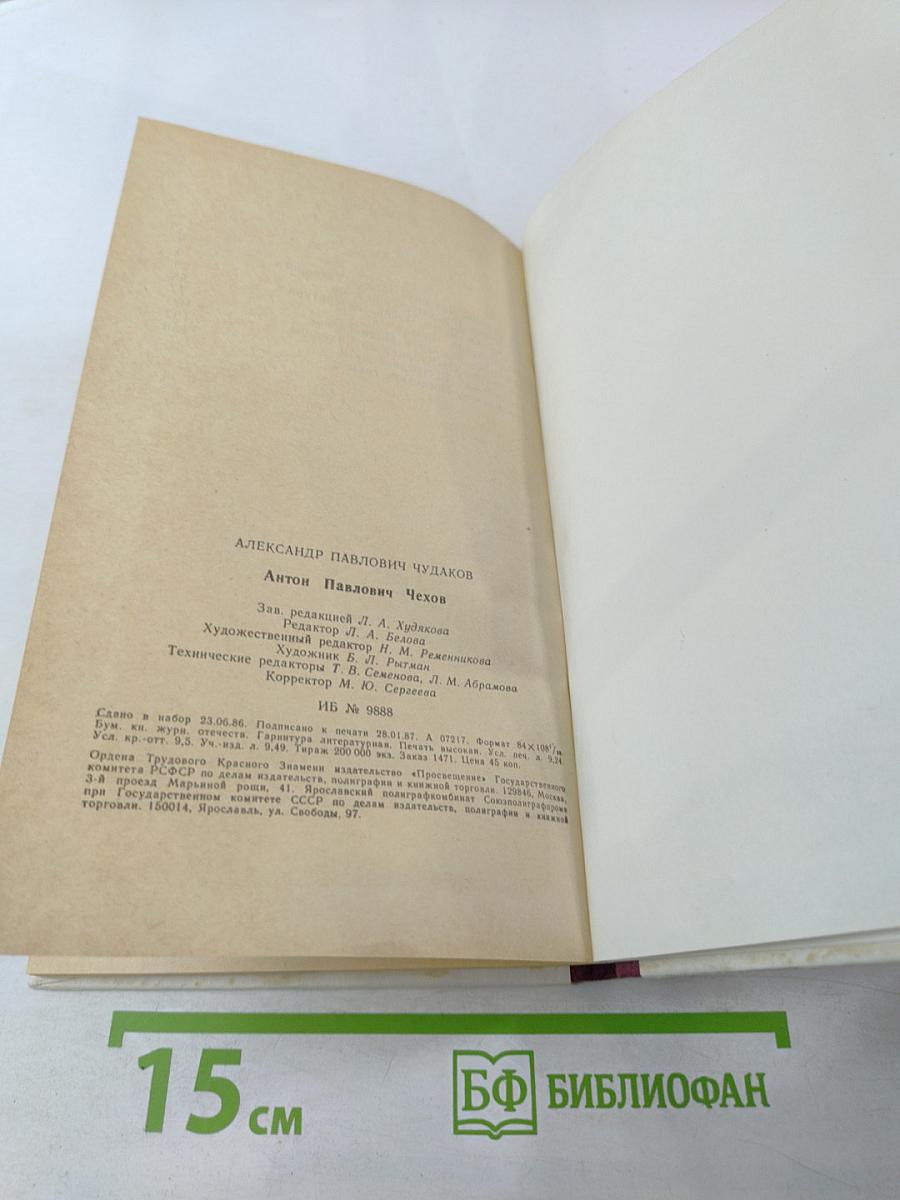 АЛЕКСАНДР ПАВЛОВИЧ ЧУДАКОВ
Антон Павлович Чехов
Зав. редакцией Л. А. Худякова
Редактор Л. А. Белова
Художественный редактор Н. М. Ременникова
Художник Б. Л. Рытман
Технические редакторы Т. В. Семенова, Л. М. Абрамова
Корректор М. Ю. Сергеева
ИБ № 9888
Сдано в набор 23.06.86. Подписано к печати 28.01.87. А 07217. Формат 84×108¹/₃₂.
Бум. кн. журн. отечеств. Гарнитура литературная. Печать высокая. Усл. печ. л. 9,24.
Усл. кр.-отт. 9,5. Уч.-изд. л. 9,49. Тираж 200 000 экз. Заказ 1471. Цена 45 коп.
Ордена Трудового Красного Знамени издательство «Просвещение» Государственного
комитета РСФСР по делам издательств, полиграфии и книжной торговли. 129846, Москва,
3-й проезд Марьиной рощи, 41. Ярославский полиграфкомбинат Союзполиграфпрома
при Государственном комитете СССР по делам издательств, полиграфии и книжной
торговли. 150014, Ярославль, ул. Свободы, 97.
15 см
БФ БИБЛИОФАН